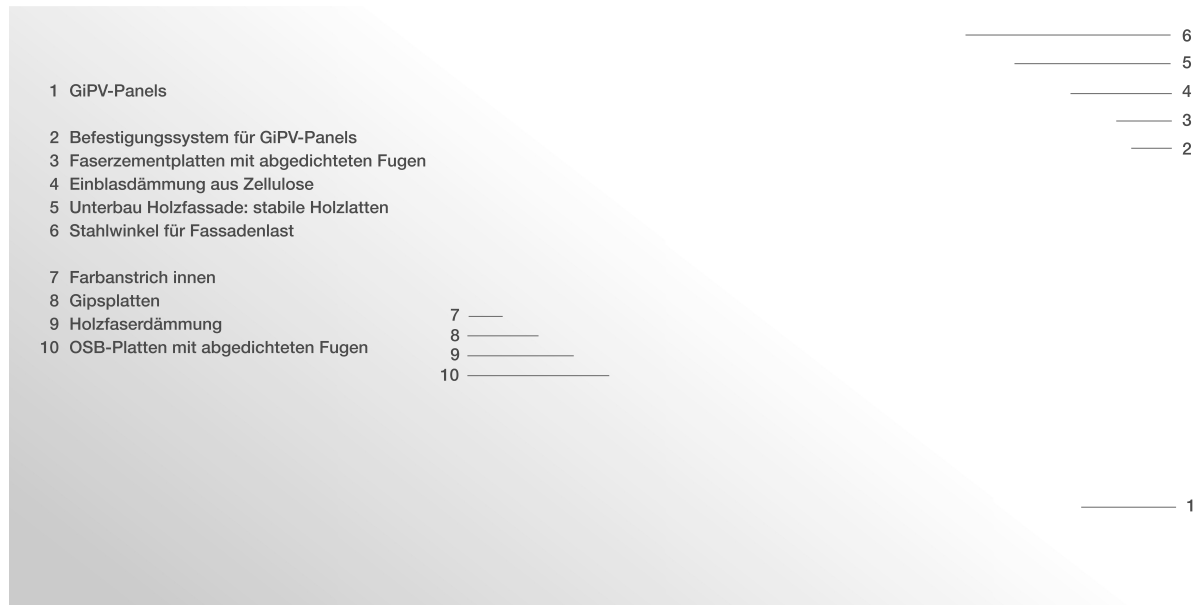 1 GiPV-Panels
2 Befestigungssystem für GiPV-Panels
3 Faserzementplatten mit abgedichteten Fugen
4 Einblasdämmung aus Zellulose
5 Unterbau Holzfassade: stabile Holzlatten
6 Stahlwinkel für Fassadenlast
7 Farbanstrich innen
8 Gipsplatten
9 Holzfaserdämmung
10 OSB-Platten mit abgedichteten Fugen
7
8
9
10
6
5
4
3
2
1